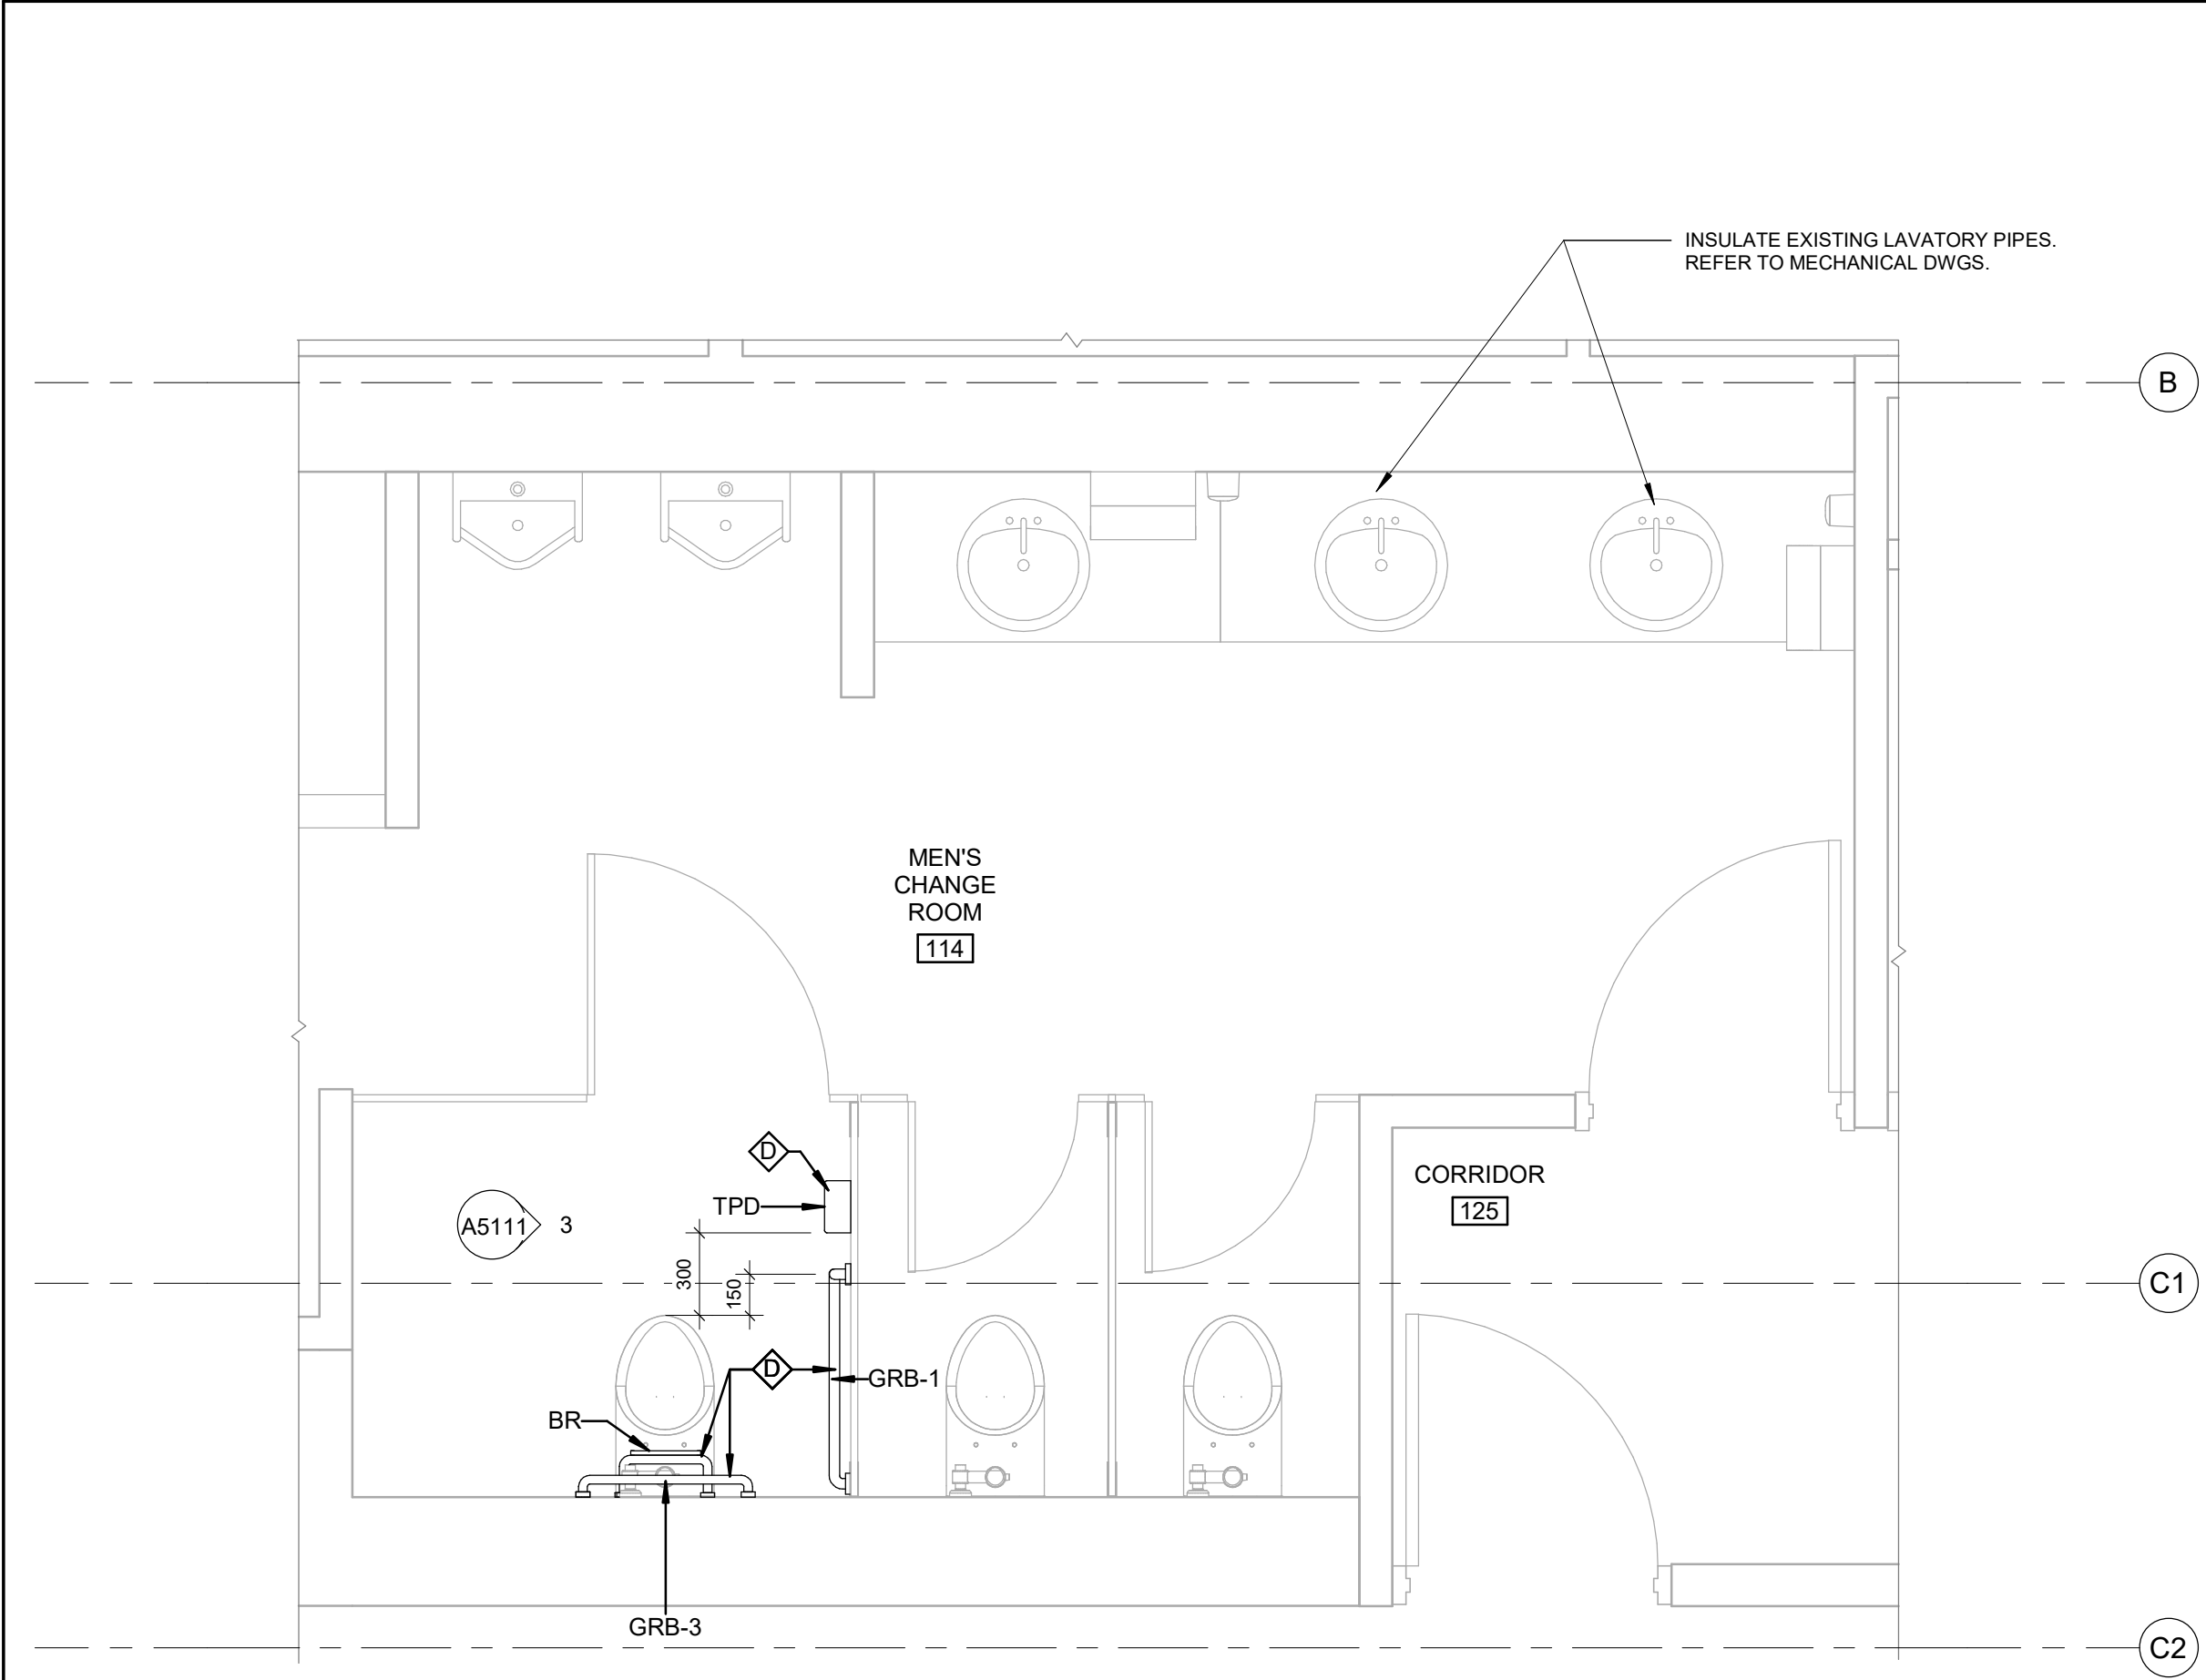 INSULATE EXISTING LAVATORY PIPES.
REFER TO MECHANICAL DWGS.
B
MEN'S
CHANGE
ROOM
114
D
TPD
CORRIDOR
125
A5111 3
300
150
C1
D
GRB-1
BR
GRB-3
C2